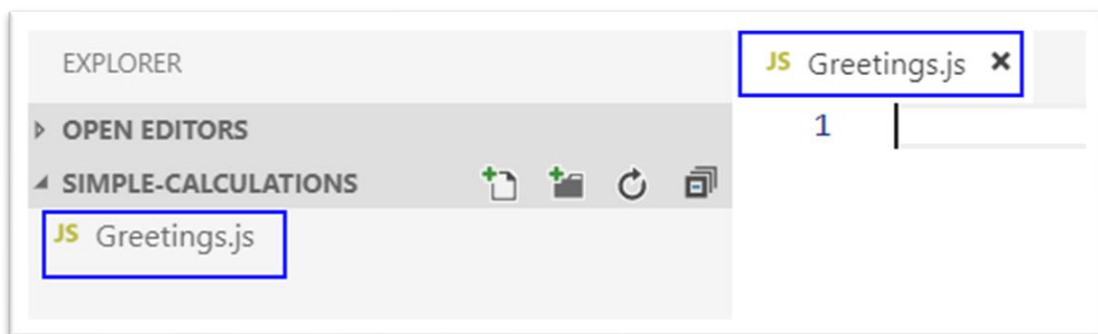 EXPLORER
OPEN EDITORS
SIMPLE-CALCULATIONS
JS Greetings.js
JS Greetings.js ×
1